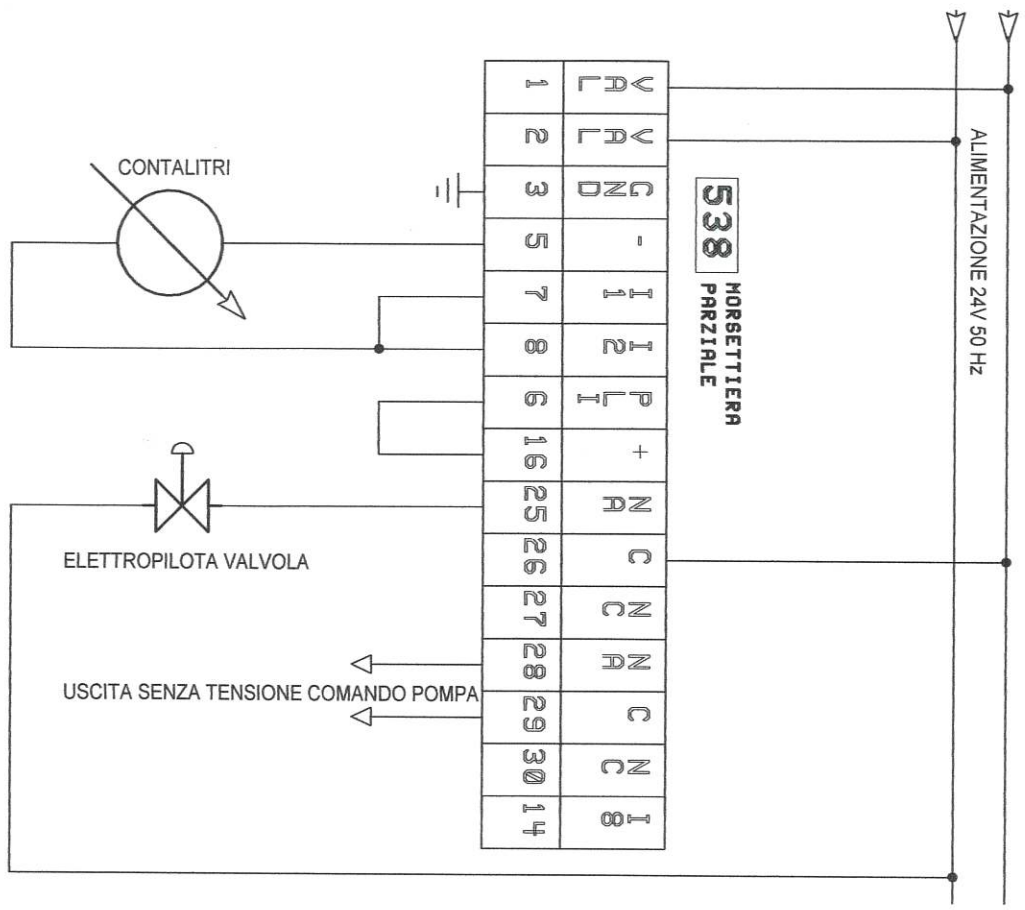 ALIMENTAZIONE 24V 50 Hz
538
MORSETTIERA
PARZIALE
1 VAL
2 VAL
3 GND
5 -
7 I1
8 I2
6 PLI
16 +
25 NA
26 C
27 NC
28 NA
29 C
30 NC
14 I8
CONTALITRI
ELETTROPILOTA VALVOLA
USCITA SENZA TENSIONE COMANDO POMPA